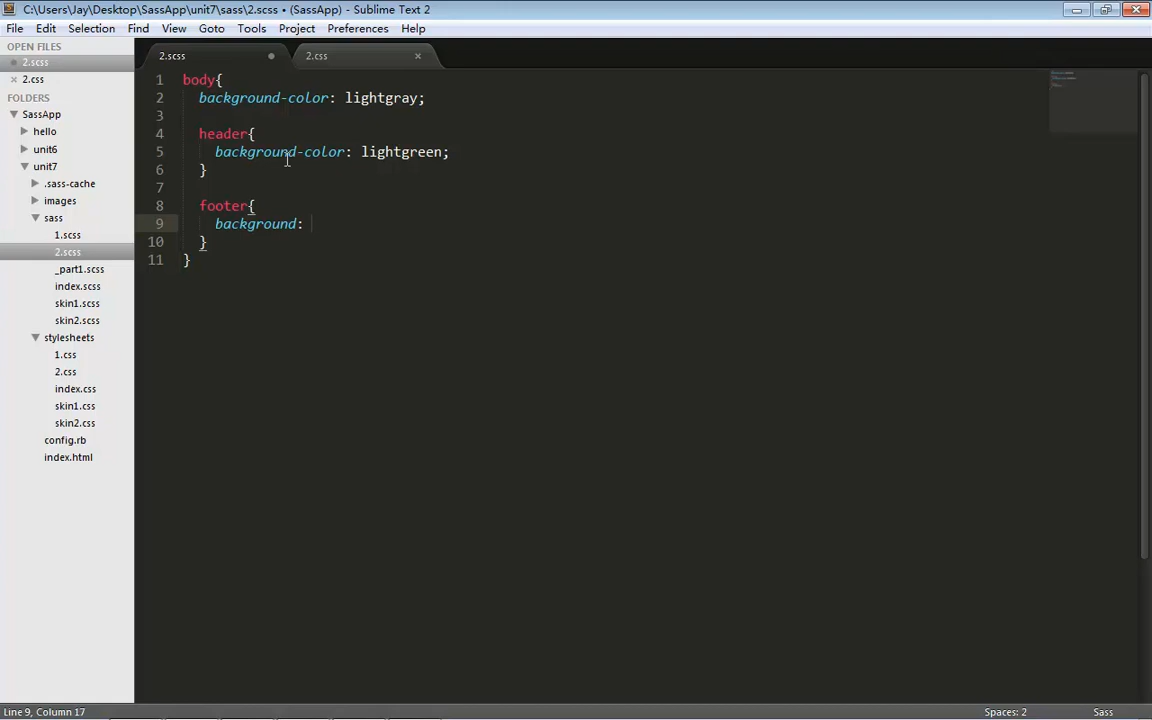 C:\Users\Jay\Desktop\SassApp\unit7\sass\2.scss • (SassApp) - Sublime Text 2
File Edit Selection Find View Goto Tools Project Preferences Help
OPEN FILES
2.scss
2.css
FOLDERS
SassApp
hello
unit6
unit7
.sass-cache
images
sass
1.scss
2.scss
_part1.scss
index.scss
skin1.scss
skin2.scss
stylesheets
1.css
2.css
index.css
skin1.css
skin2.css
config.rb
index.html
2.scss 2.css
1 body{
2 background-color: lightgray;
3
4 header{
5 background-color: lightgreen;
6 }
7
8 footer{
9 background:
10 }
11 }
Line 9, Column 17 Spaces: 2 Sass